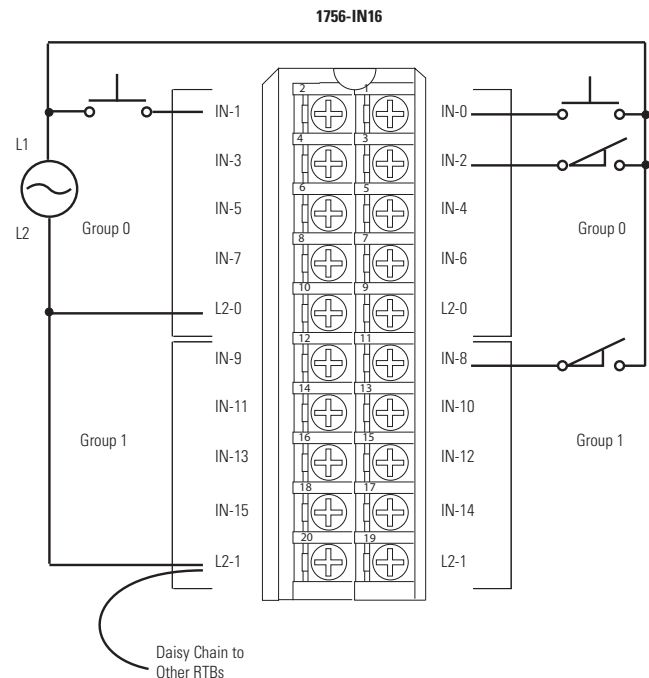 1756-IN16
L1
L2
Group 0
Group 1
IN-1
IN-3
IN-5
IN-7
L2-0
IN-9
IN-11
IN-13
IN-15
L2-1
2 1
4 3
6 5
8 7
10 9
12 11
14 13
16 15
18 17
20 19
IN-0
IN-2
IN-4
IN-6
L2-0
IN-8
IN-10
IN-12
IN-14
L2-1
Group 0
Group 1
Daisy Chain to
Other RTBs